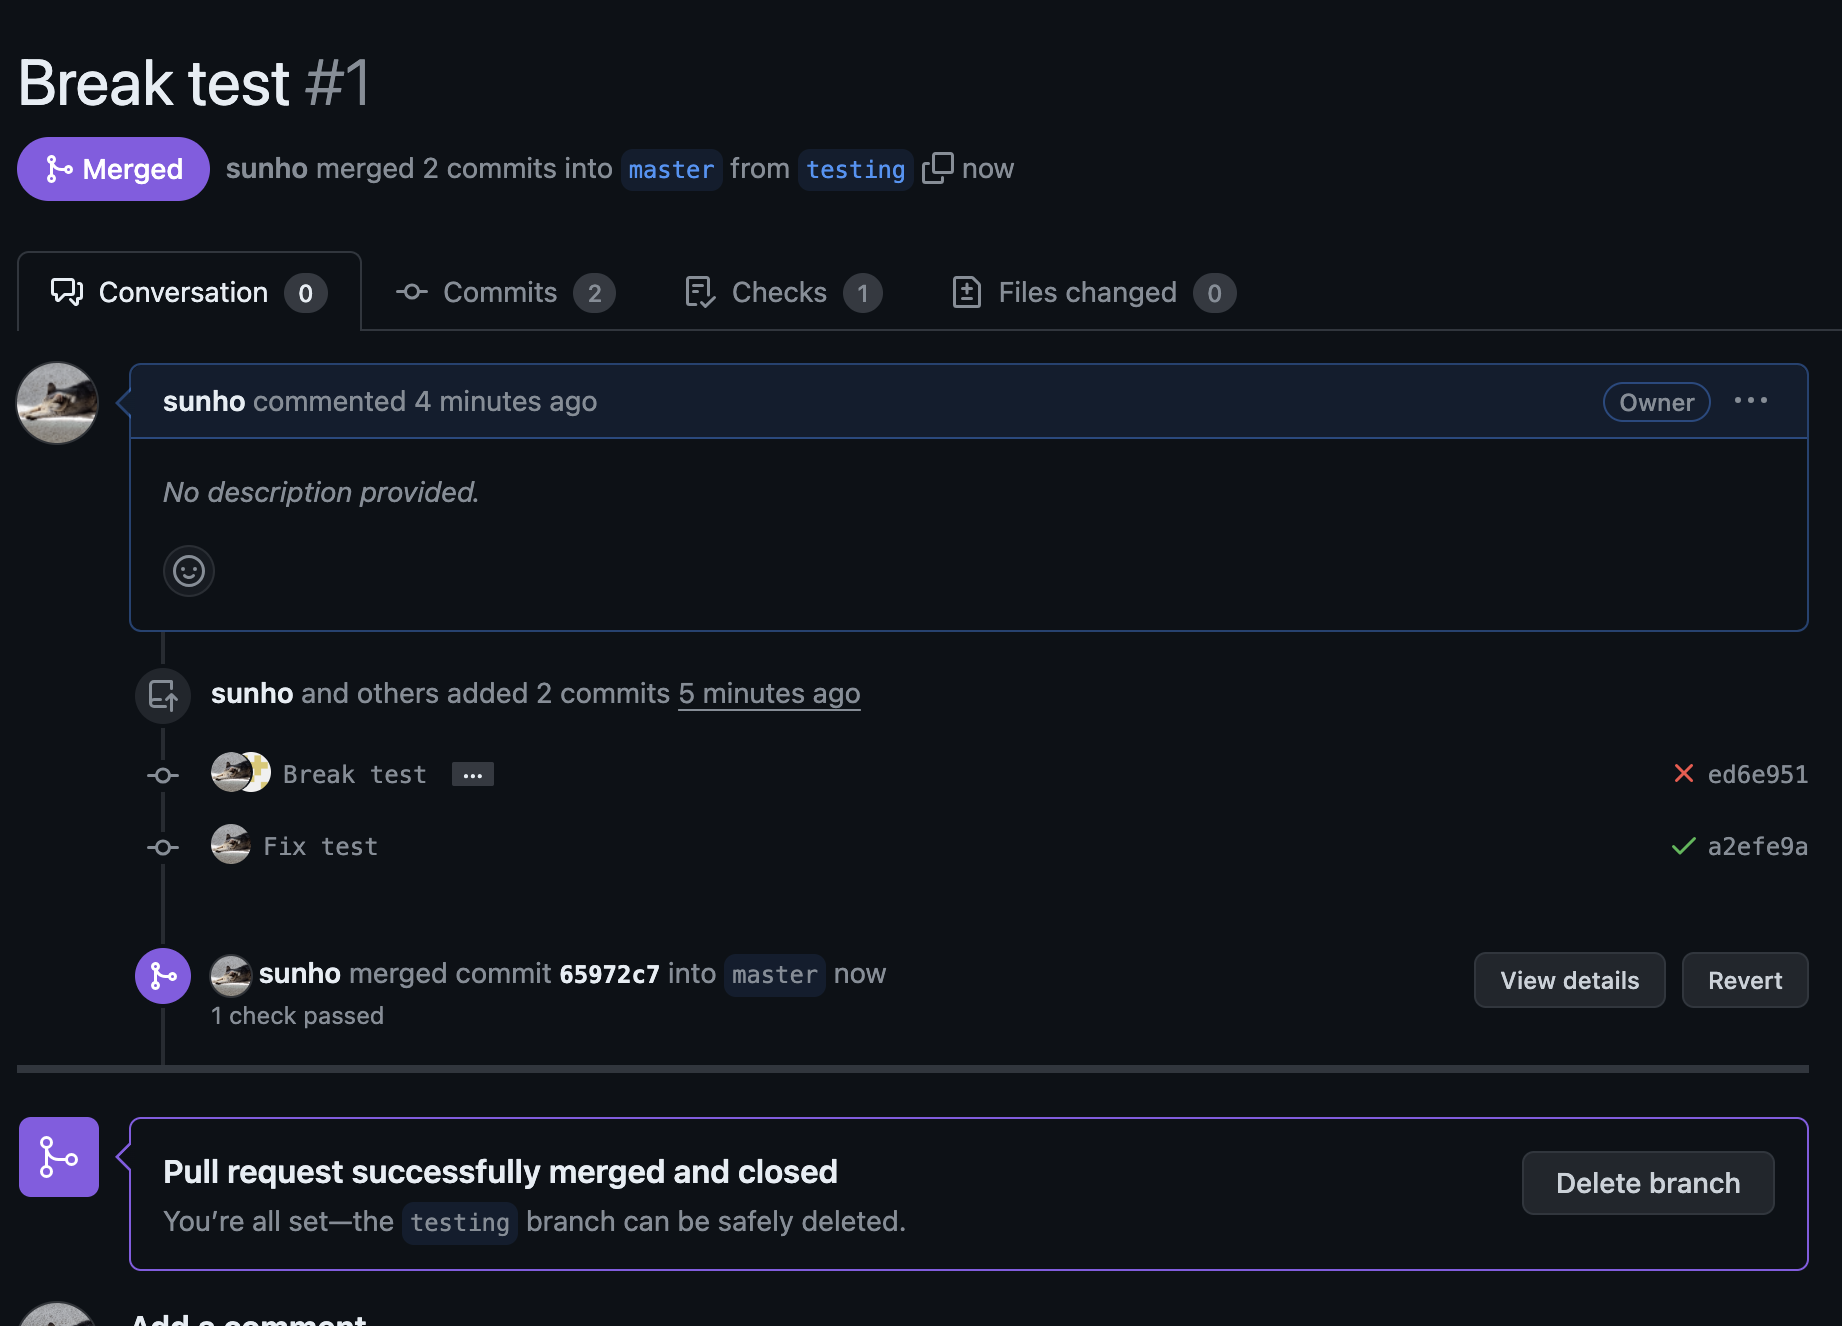 Break test #1
Merged sunho merged 2 commits into master from testing now
Conversation 0 Commits 2 Checks 1 Files changed 0
sunho commented 4 minutes ago Owner ...
No description provided.
sunho and others added 2 commits 5 minutes ago
Break test ... ed6e951
Fix test a2efe9a
sunho merged commit 65972c7 into master now View details Revert
1 check passed
Pull request successfully merged and closed
Delete branch
You’re all set—the testing branch can be safely deleted.
Add a comment